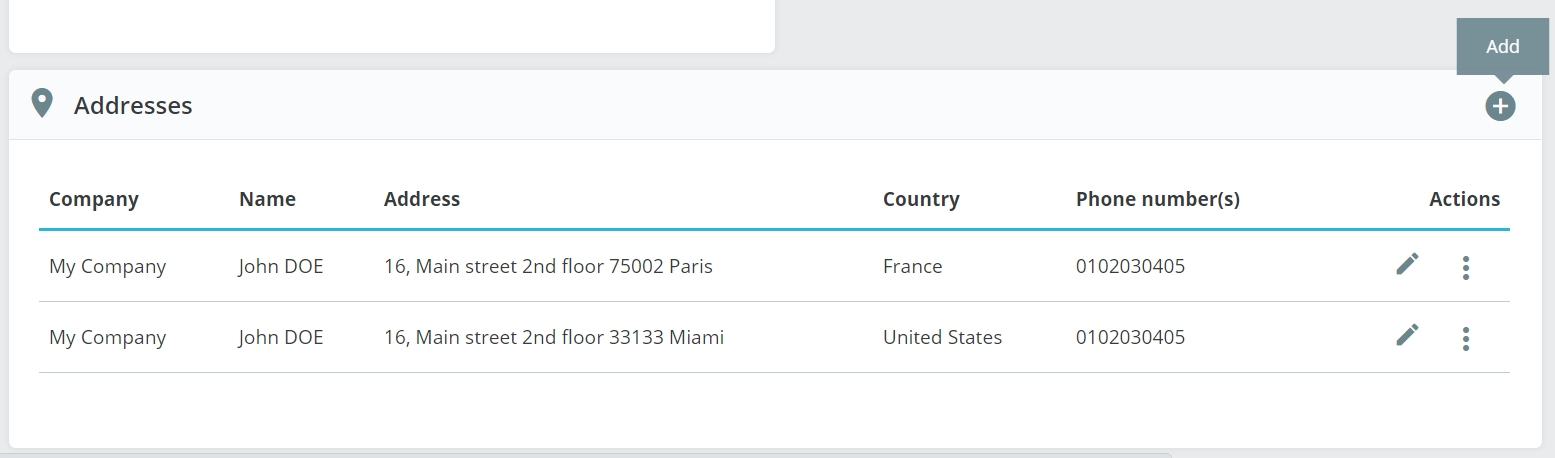 Add
Addresses
Company Name Address Country Phone number(s) Actions
My Company John DOE 16, Main street 2nd floor 75002 Paris France 0102030405
My Company John DOE 16, Main street 2nd floor 33133 Miami United States 0102030405